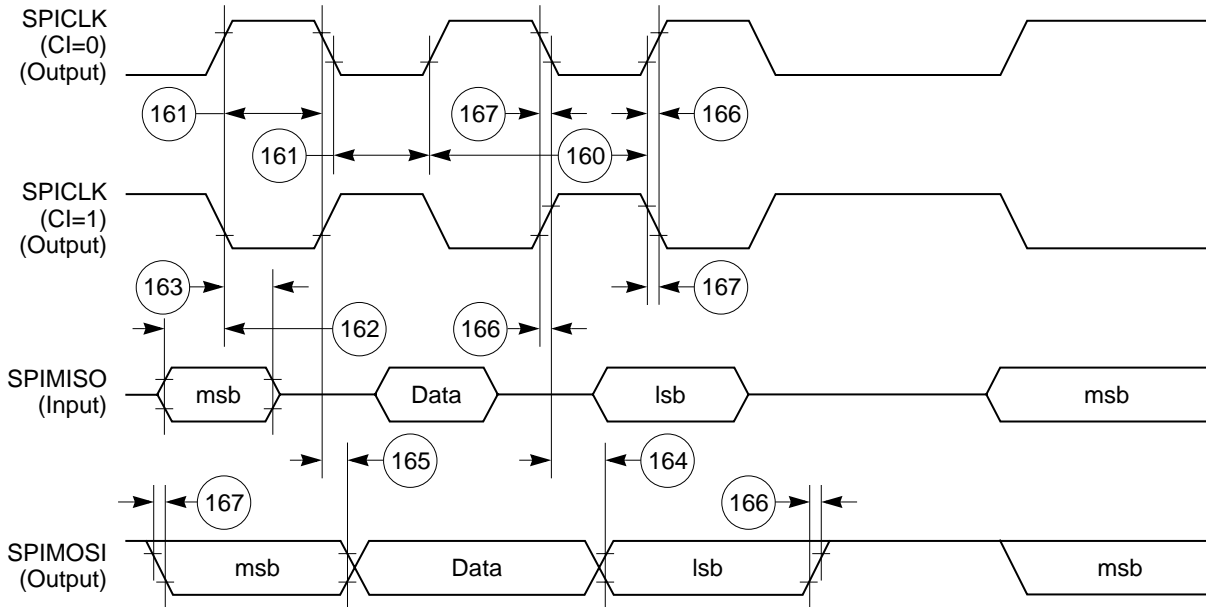 SPICLK
(CI=0)
(Output)
161
167
166
161
160
SPICLK
(CI=1)
(Output)
163
167
162
166
SPIMISO
(Input)
msb
Data
lsb
msb
165
164
167
166
SPIMOSI
(Output)
msb
Data
lsb
msb